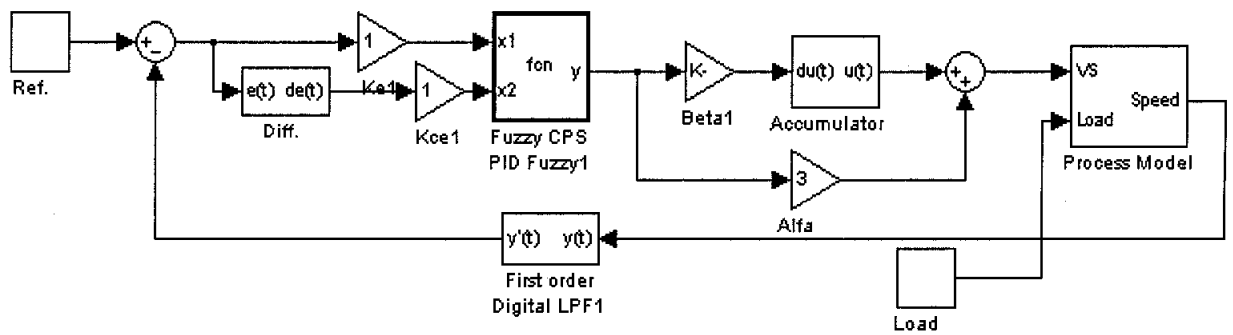 Ref.
+
−
e(t) de(t)
Diff.
1
Ke1
1
Kce1
x1
x2
fcn
y
Fuzzy CPS
PID Fuzzy1
K-
Beta1
du(t) u(t)
Accumulator
3
Alfa
+
+
VS
Load
Speed
Process Model
y'(t) y(t)
First order
Digital LPF1
Load